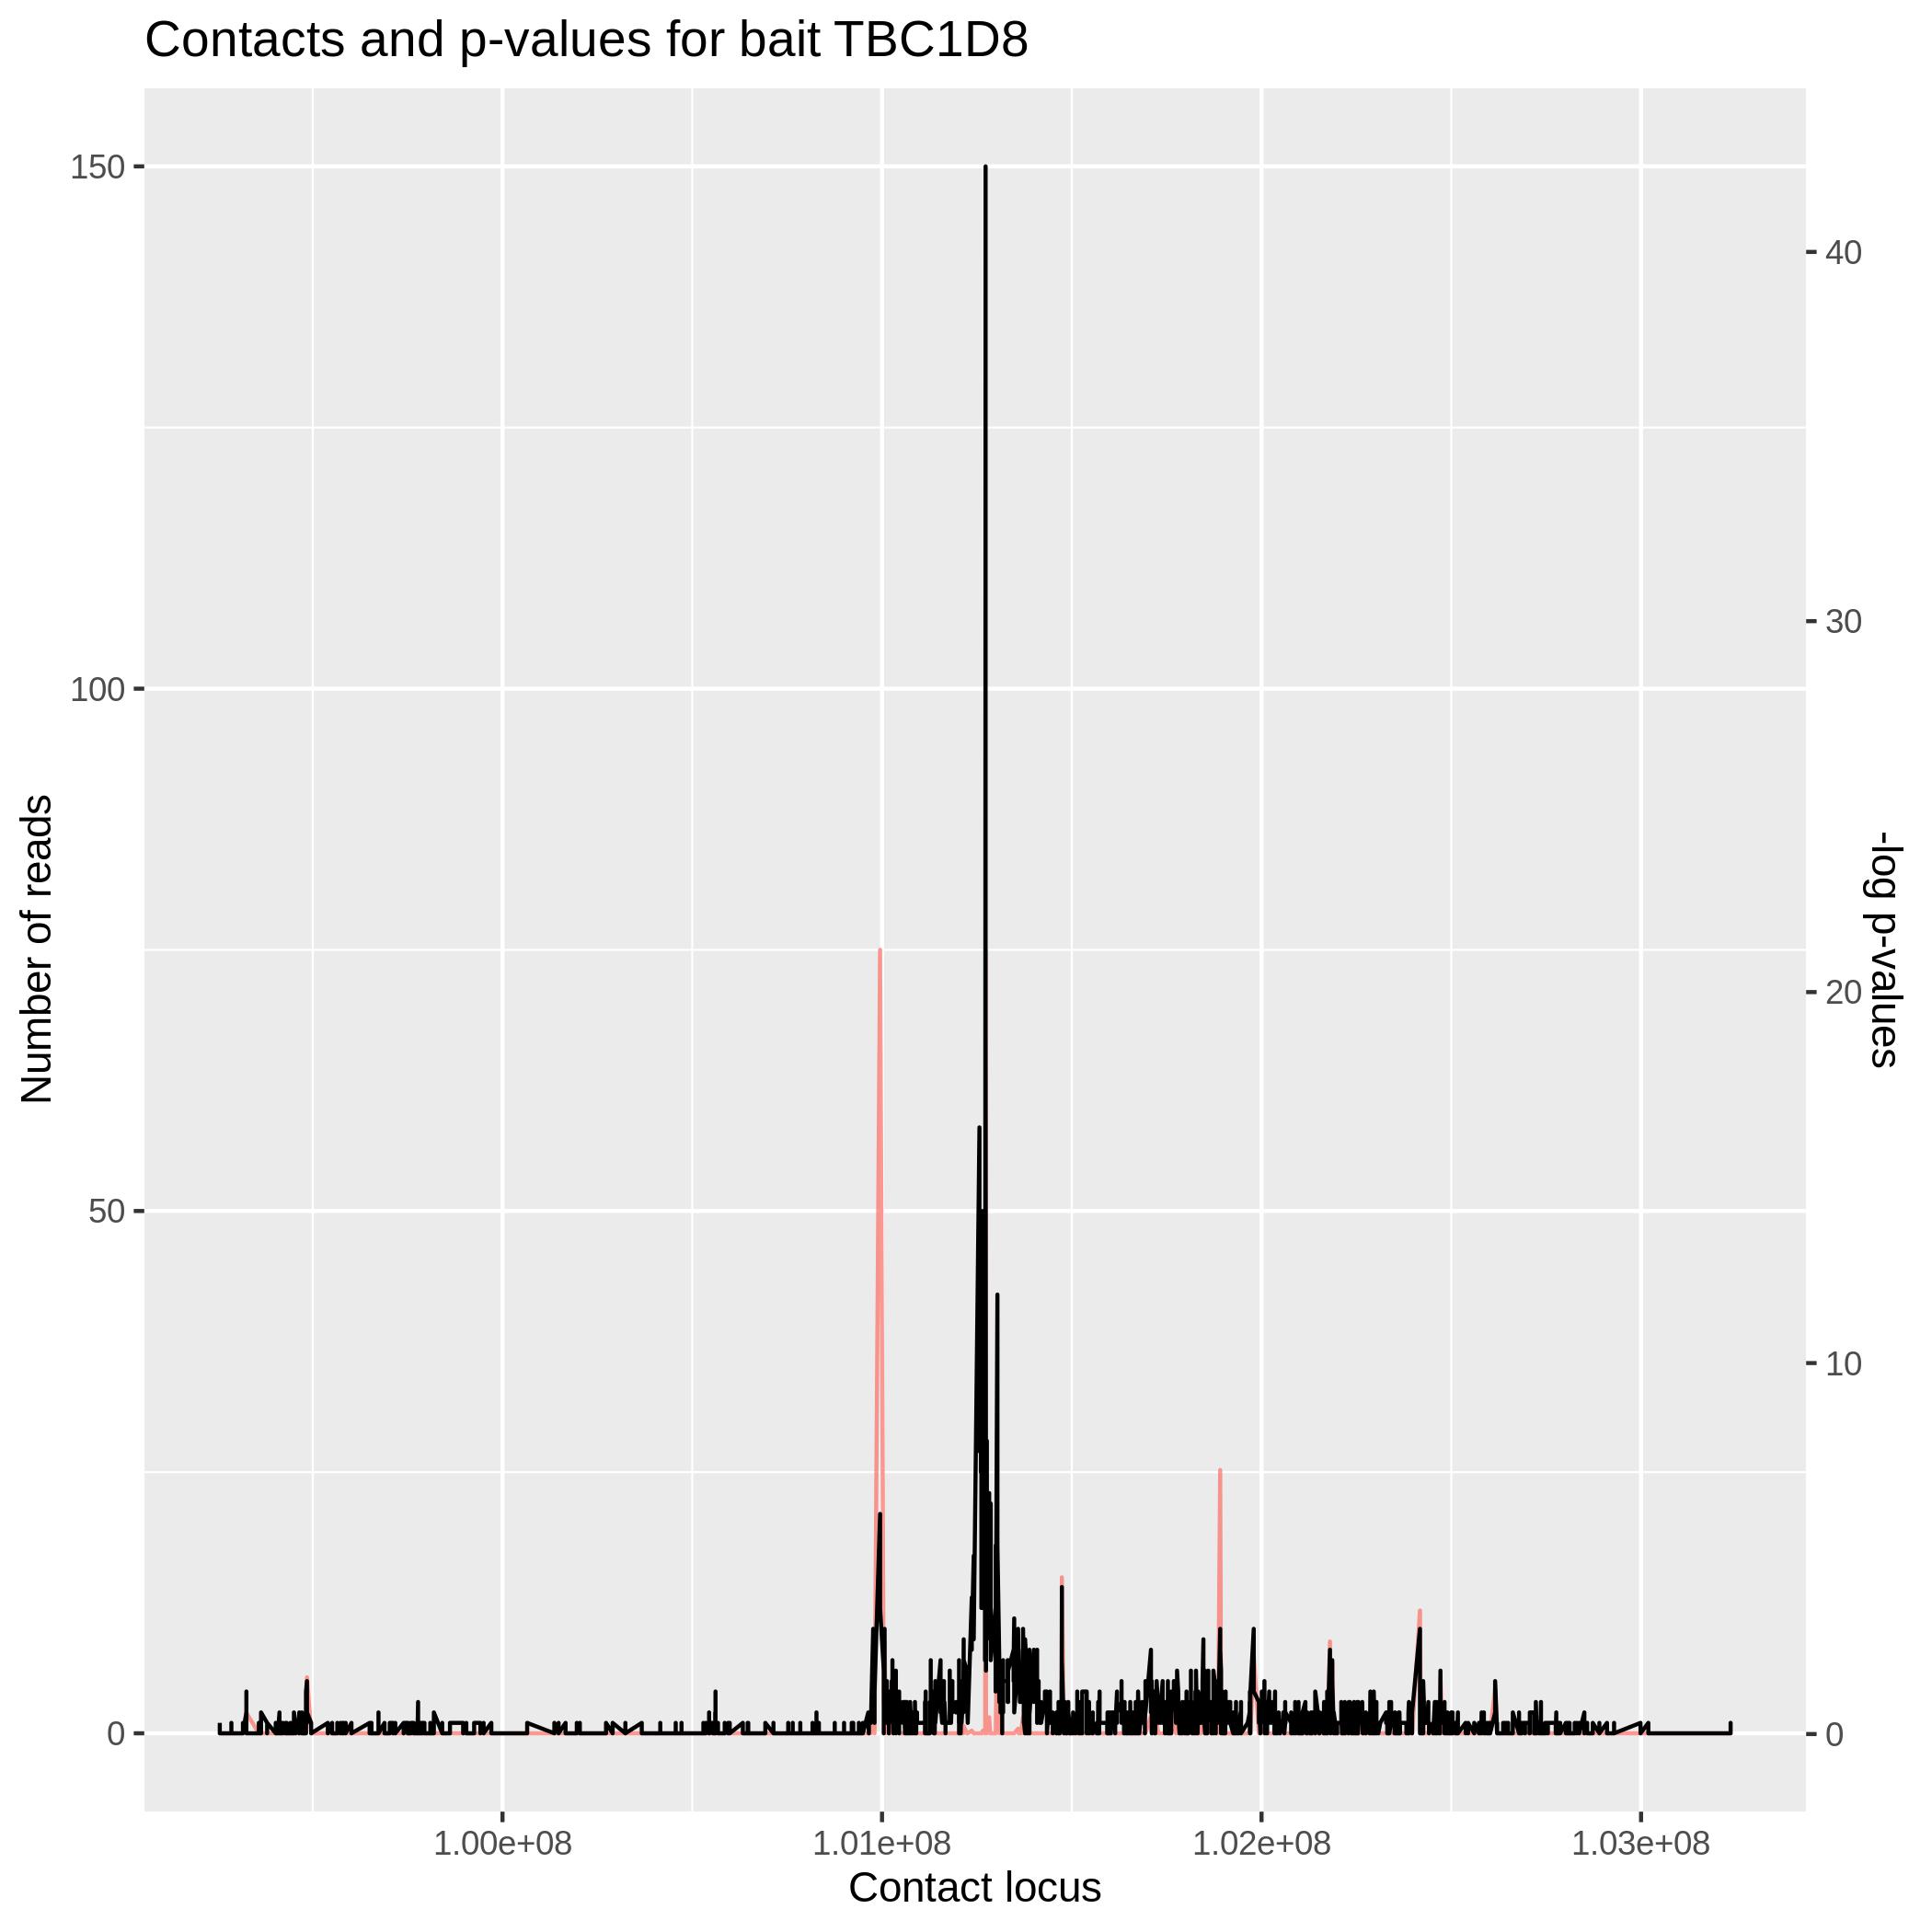 Contacts and p-values for bait TBC1D8
150
100
50
0
Number of reads
40
30
20
10
0
-log p-values
1.00e+08
1.01e+08
1.02e+08
1.03e+08
Contact locus